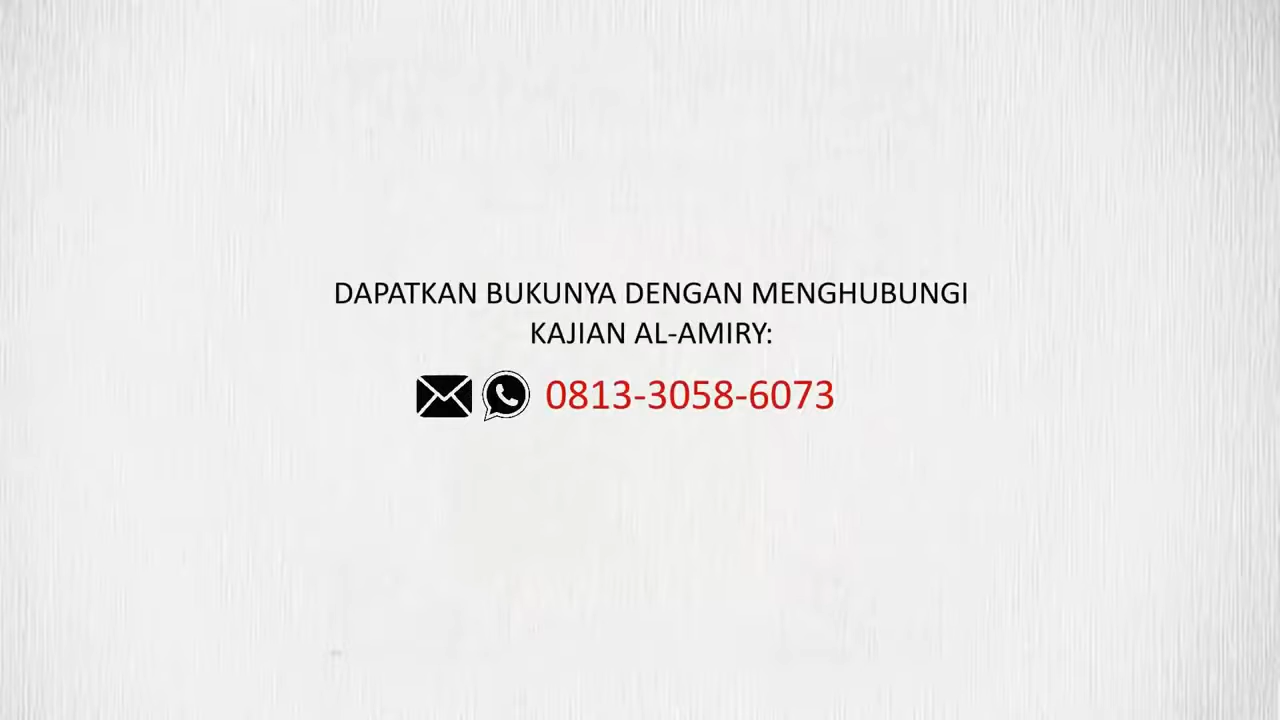 DAPATKAN BUKUNYA DENGAN MENGHUBUNGI
KAJIAN AL-AMIRY:
0813-3058-6073